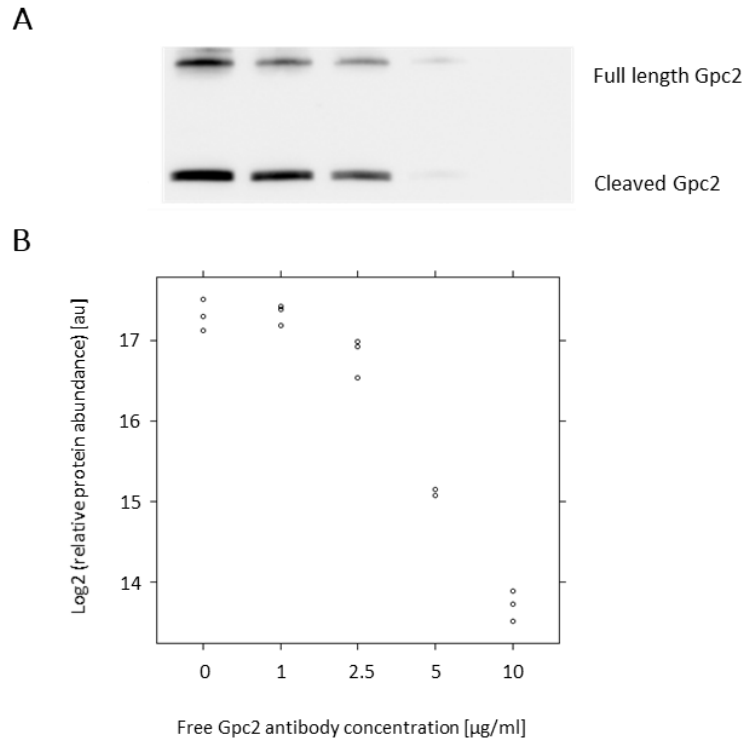 A
Full length Gpc2
Cleaved Gpc2
B
Log2 (relative protein abundance) [au]
17
16
15
14
0 1 2.5 5 10
Free Gpc2 antibody concentration [µg/ml]